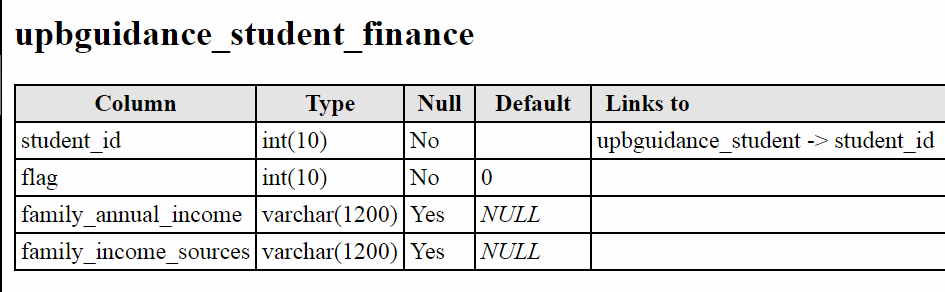 upbguidance_student_finance
Column Type Null Default Links to
student_id int(10) No upbguidance_student -> student_id
flag int(10) No 0
family_annual_income varchar(1200) Yes NULL
family_income_sources varchar(1200) Yes NULL